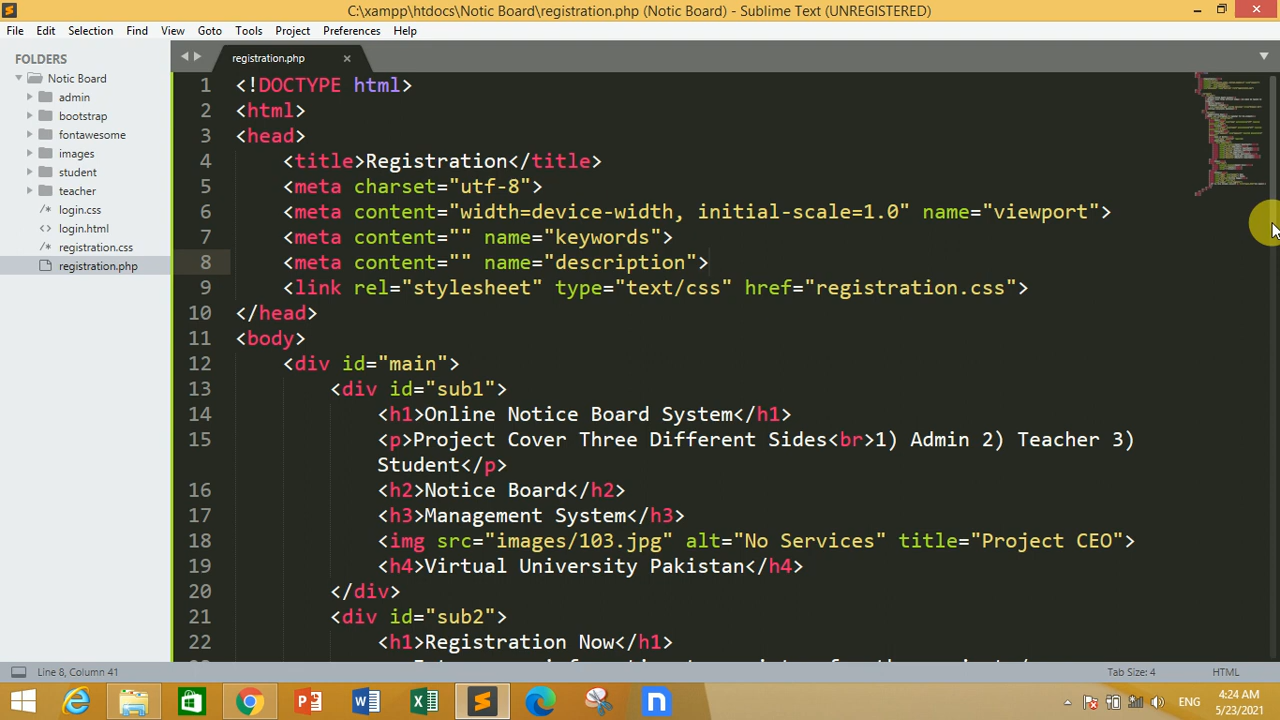 C:\xampp\htdocs\Notic Board\registration.php (Notic Board) - Sublime Text (UNREGISTERED)
File Edit Selection Find View Goto Tools Project Preferences Help
FOLDERS
Notic Board
admin
bootstrap
fontawesome
images
student
teacher
/* login.css
<> login.html
/* registration.css
registration.php
registration.php ×
1 <!DOCTYPE html>
2 <html>
3 <head>
4 <title>Registration</title>
5 <meta charset="utf-8">
6 <meta content="width=device-width, initial-scale=1.0" name="viewport">
7 <meta content="" name="keywords">
8 <meta content="" name="description">
9 <link rel="stylesheet" type="text/css" href="registration.css">
10 </head>
11 <body>
12 <div id="main">
13 <div id="sub1">
14 <h1>Online Notice Board System</h1>
15 <p>Project Cover Three Different Sides<br>1) Admin 2) Teacher 3)
Student</p>
16 <h2>Notice Board</h2>
17 <h3>Management System</h3>
18 <img src="images/103.jpg" alt="No Services" title="Project CEO">
19 <h4>Virtual University Pakistan</h4>
20 </div>
21 <div id="sub2">
22 <h1>Registration Now</h1>
Line 8, Column 41
Tab Size: 4
HTML
ENG
4:24 AM
5/23/2021